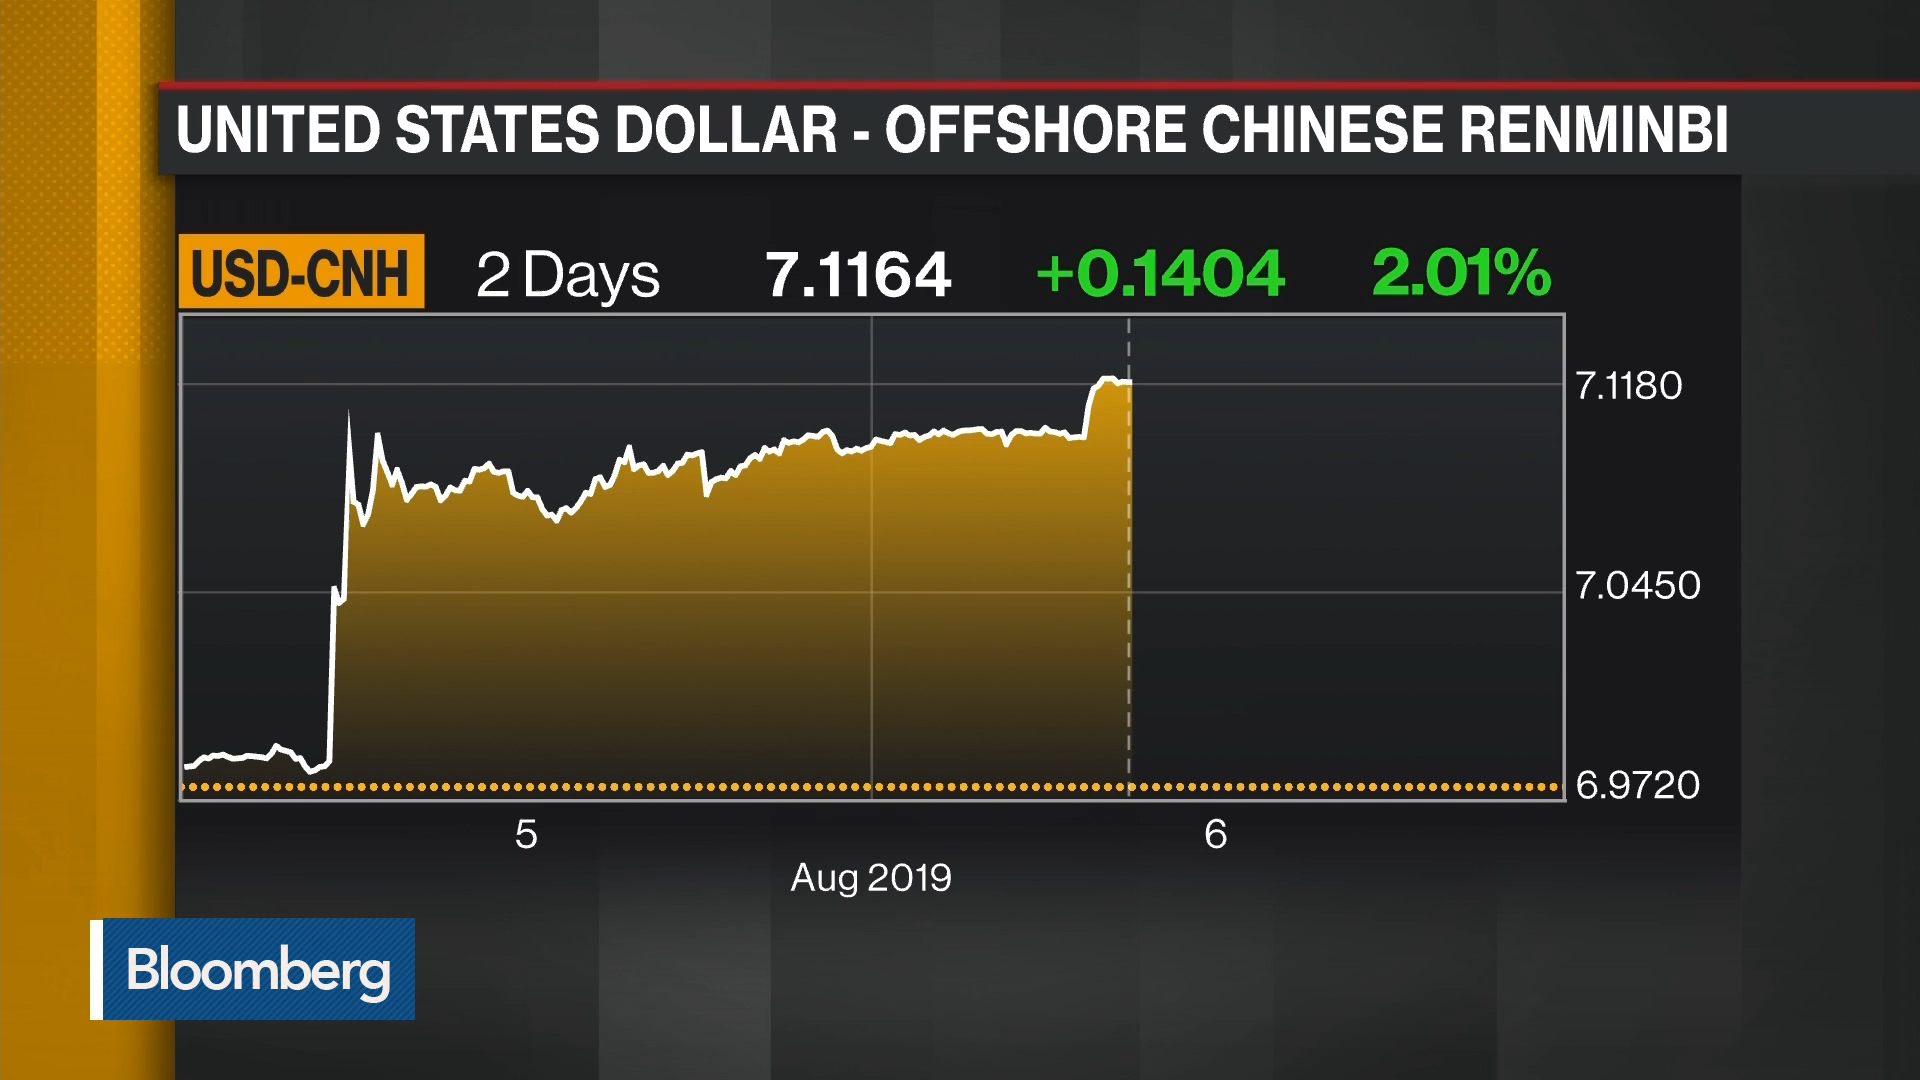 UNITED STATES DOLLAR - OFFSHORE CHINESE RENMINBI
USD-CNH 2 Days 7.1164 +0.1404 2.01%
7.1180
7.0450
6.9720
5 6
Aug 2019
Bloomberg